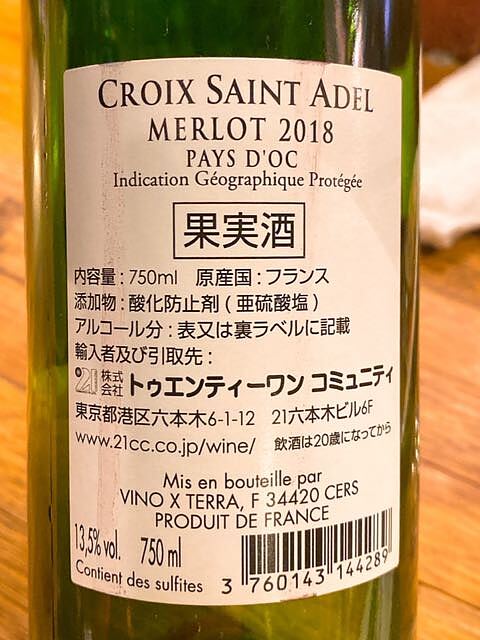 CROIX SAINT ADEL
MERLOT 2018
PAYS D'OC
Indication Géographique Protégée
果実酒
内容量:750ml 原産国:フランス
添加物:酸化防止剤(亜硫酸塩)
アルコール分:表又は裏ラベルに記載
輸入者及び引取先:
21 株式会社 トゥエンティーワン コミュニティ
東京都港区六本木6-1-12 21六本木ビル6F
www.21cc.co.jp/wine/ 飲酒は20歳になってから
Mis en bouteille par
VINO X TERRA, F 34420 CERS
PRODUIT DE FRANCE
13,5% vol. 750 ml
Contient des sulfites
3 760143 144289